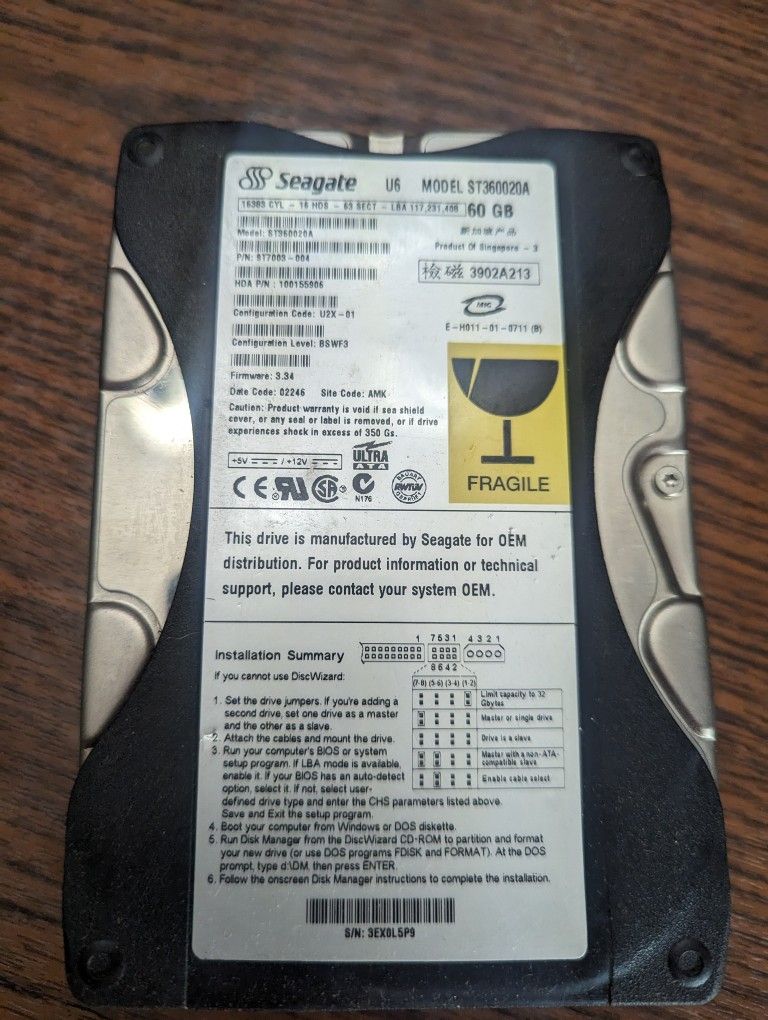 Seagate U6 MODEL ST360020A
16383 CYL - 16 HDS - 63 SECT - LBA 117,231,408 60 GB
Model: ST360020A
新加坡产品
Product Of Singapore - 3
P/N: 9T7003-004
檢磁 3902A213
HDA P/N : 100155906
MIC
Configuration Code: U2X-01
E-H011-01-0711 (B)
Configuration Level: BSWF3
Firmware: 3.34
Date Code: 02246 Site Code: AMK
Caution: Product warranty is void if sea shield
cover, or any seal or label is removed, or if drive
experiences shock in excess of 350 Gs.
+5V / +12V
ULTRA
ATA
N176
FRAGILE
This drive is manufactured by Seagate for OEM
distribution. For product information or technical
support, please contact your system OEM.
1 7531 4321
8642
Installation Summary
If you cannot use DiscWizard:
(7-8) (5-6) (3-4) (1-2)
Limit capacity to 32
Gbytes
Master or single drive
Drive is a slave
Master with a non-ATA-
compatible slave
Enable cable select
1. Set the drive jumpers. If you're adding a
second drive, set one drive as a master
and the other as a slave.
2. Attach the cables and mount the drive.
3. Run your computer's BIOS or system
setup program. If LBA mode is available,
enable it. If your BIOS has an auto-detect
option, select it. If not, select user-
defined drive type and enter the CHS parameters listed above.
Save and Exit the setup program.
4. Boot your computer from Windows or DOS diskette.
5. Run Disk Manager from the DiscWizard CD-ROM to partition and format
your new drive (or use DOS programs FDISK and FORMAT). At the DOS
prompt, type d:\DM, then press ENTER.
6. Follow the onscreen Disk Manager instructions to complete the installation.
S/N: 3EX0L5P9